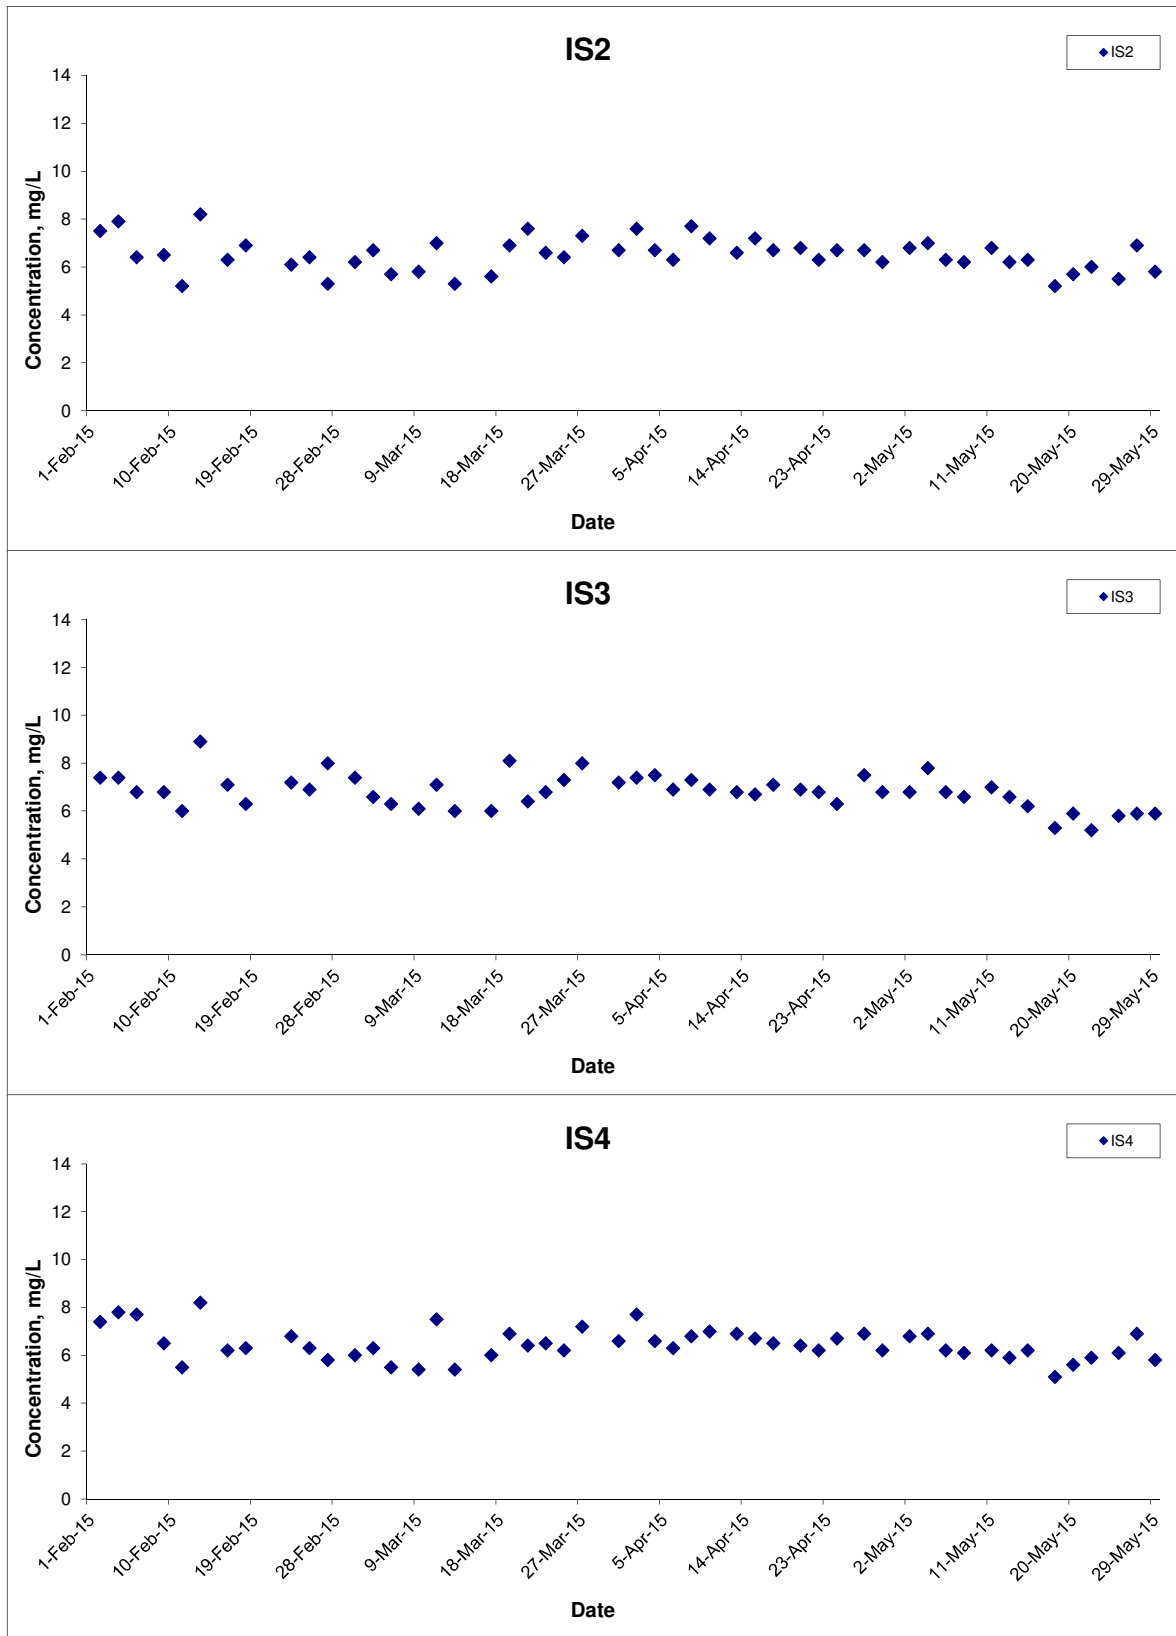 IS2
IS2
14
12
10
8
6
4
2
0
Concentration, mg/L
1-Feb-15
10-Feb-15
19-Feb-15
28-Feb-15
9-Mar-15
18-Mar-15
27-Mar-15
5-Apr-15
14-Apr-15
23-Apr-15
2-May-15
11-May-15
20-May-15
29-May-15
Date
IS3
IS3
14
12
10
8
6
4
2
0
Concentration, mg/L
1-Feb-15
10-Feb-15
19-Feb-15
28-Feb-15
9-Mar-15
18-Mar-15
27-Mar-15
5-Apr-15
14-Apr-15
23-Apr-15
2-May-15
11-May-15
20-May-15
29-May-15
Date
IS4
IS4
14
12
10
8
6
4
2
0
Concentration, mg/L
1-Feb-15
10-Feb-15
19-Feb-15
28-Feb-15
9-Mar-15
18-Mar-15
27-Mar-15
5-Apr-15
14-Apr-15
23-Apr-15
2-May-15
11-May-15
20-May-15
29-May-15
Date